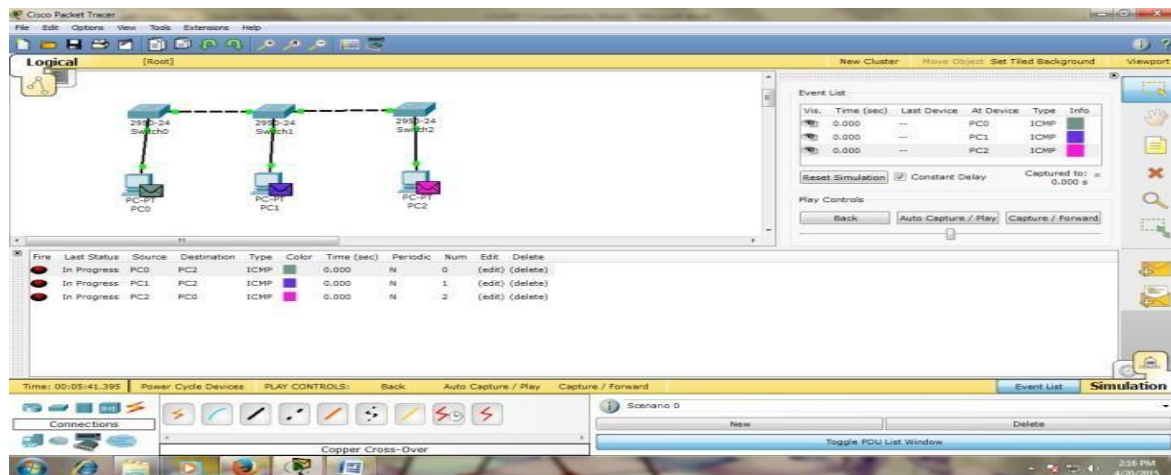 Cisco Packet Tracer
File Edit Options View Tools Extensions Help
Logical [Root] New Cluster Move Object Set Tiled Background Viewport
2950-24
Switch0
2950-24
Switch1
2950-24
Switch2
PC-PT
PC0
PC-PT
PC1
PC-PT
PC2
Event List
Vis. Time (sec) Last Device At Device Type Info
0.000 -- PC0 ICMP
0.000 -- PC1 ICMP
0.000 -- PC2 ICMP
Reset Simulation Constant Delay Captured to:
0.000 s
Play Controls
Back Auto Capture / Play Capture / Forward
Fire Last Status Source Destination Type Color Time (sec) Periodic Num Edit Delete
In Progress PC0 PC2 ICMP 0.000 N 0 (edit) (delete)
In Progress PC1 PC2 ICMP 0.000 N 1 (edit) (delete)
In Progress PC2 PC0 ICMP 0.000 N 2 (edit) (delete)
Time: 00:05:41.395 Power Cycle Devices PLAY CONTROLS: Back Auto Capture / Play Capture / Forward Event List Simulation
Connections
Copper Cross-Over
Scenario 0
New Delete
Toggle PDU List Window
2:16 PM
4/20/2015